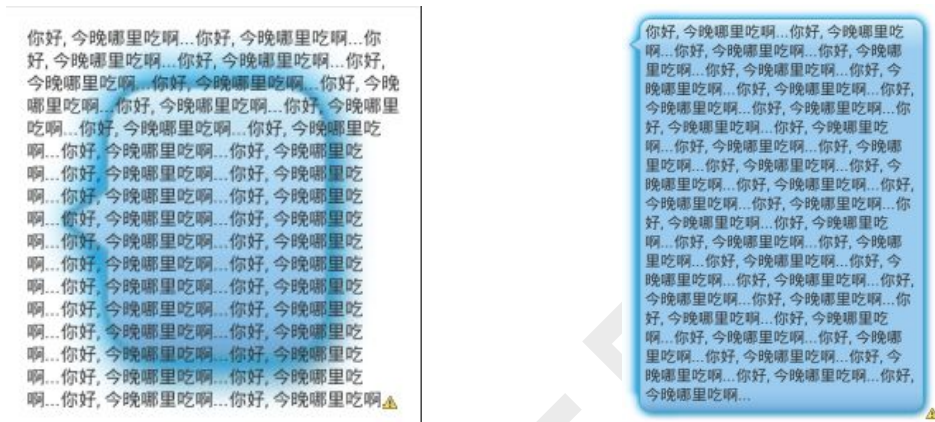 你好, 今晚哪里吃啊...你好, 今晚哪里吃啊...你
好, 今晚哪里吃啊...你好, 今晚哪里吃啊...你好,
今晚哪里吃啊...你好, 今晚哪里吃啊...你好, 今晚
哪里吃啊...你好, 今晚哪里吃啊...你好, 今晚哪里
吃啊...你好, 今晚哪里吃啊...你好, 今晚哪里吃
啊...你好, 今晚哪里吃啊...你好, 今晚哪里吃
啊...你好, 今晚哪里吃啊...你好, 今晚哪里吃
啊...你好, 今晚哪里吃啊...你好, 今晚哪里吃
啊...你好, 今晚哪里吃啊...你好, 今晚哪里吃
啊...你好, 今晚哪里吃啊...你好, 今晚哪里吃
啊...你好, 今晚哪里吃啊...你好, 今晚哪里吃
啊...你好, 今晚哪里吃啊...你好, 今晚哪里吃
啊...你好, 今晚哪里吃啊...你好, 今晚哪里吃
啊...你好, 今晚哪里吃啊...你好, 今晚哪里吃
啊...你好, 今晚哪里吃啊...你好, 今晚哪里吃
啊...你好, 今晚哪里吃啊...你好, 今晚哪里吃
啊...你好, 今晚哪里吃啊...你好, 今晚哪里吃啊
你好, 今晚哪里吃啊...你好, 今晚哪里吃
啊...你好, 今晚哪里吃啊...你好, 今晚哪
里吃啊...你好, 今晚哪里吃啊...你好, 今
晚哪里吃啊...你好, 今晚哪里吃啊...你好,
今晚哪里吃啊...你好, 今晚哪里吃啊...你
好, 今晚哪里吃啊...你好, 今晚哪里吃
啊...你好, 今晚哪里吃啊...你好, 今晚哪
里吃啊...你好, 今晚哪里吃啊...你好, 今
晚哪里吃啊...你好, 今晚哪里吃啊...你好,
今晚哪里吃啊...你好, 今晚哪里吃啊...你
好, 今晚哪里吃啊...你好, 今晚哪里吃
啊...你好, 今晚哪里吃啊...你好, 今晚哪
里吃啊...你好, 今晚哪里吃啊...你好, 今
晚哪里吃啊...你好, 今晚哪里吃啊...你好,
今晚哪里吃啊...你好, 今晚哪里吃啊...你
好, 今晚哪里吃啊...你好, 今晚哪里吃
啊...你好, 今晚哪里吃啊...你好, 今晚哪
里吃啊...你好, 今晚哪里吃啊...你好, 今
晚哪里吃啊...你好, 今晚哪里吃啊...你好,
今晚哪里吃啊...